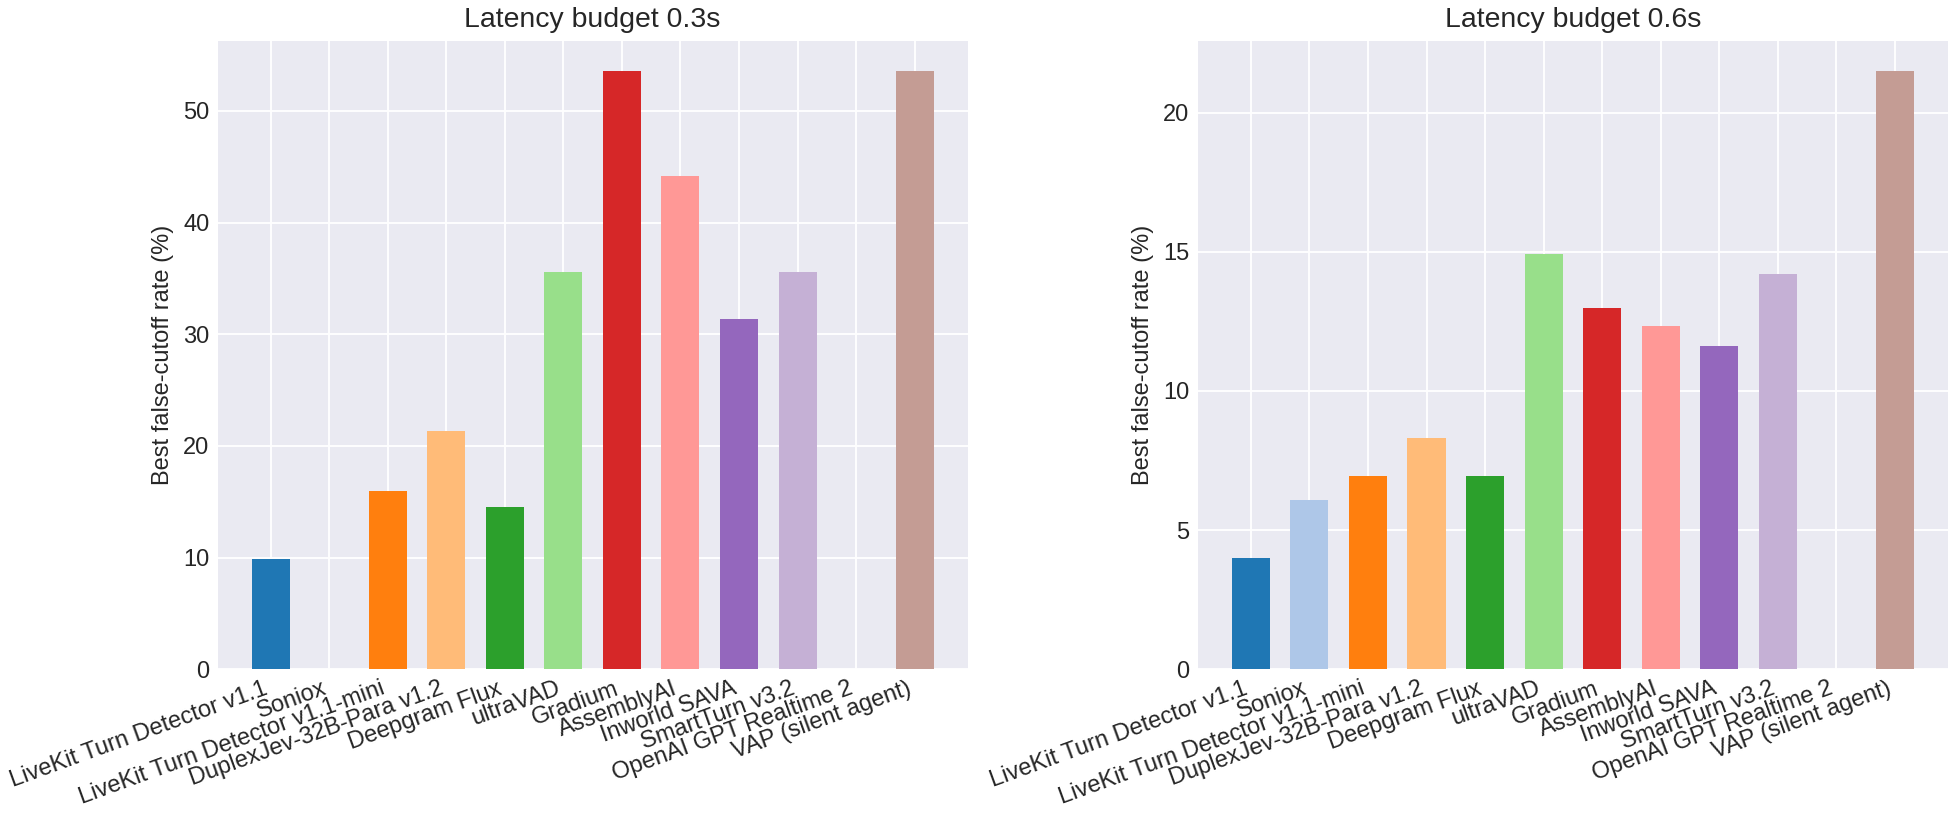 Latency budget 0.3s
Best false-cutoff rate (%)
50
40
30
20
10
0
LiveKit Turn Detector v1.1
Soniox
LiveKit Turn Detector v1.1-mini
DuplexJev-32B-Para v1.2
Deepgram Flux
ultraVAD
Gradium
AssemblyAI
Inworld SAVA
SmartTurn v3.2
OpenAI GPT Realtime 2
VAP (silent agent)
Latency budget 0.6s
Best false-cutoff rate (%)
20
15
10
5
0
LiveKit Turn Detector v1.1
Soniox
LiveKit Turn Detector v1.1-mini
DuplexJev-32B-Para v1.2
Deepgram Flux
ultraVAD
Gradium
AssemblyAI
Inworld SAVA
SmartTurn v3.2
OpenAI GPT Realtime 2
VAP (silent agent)